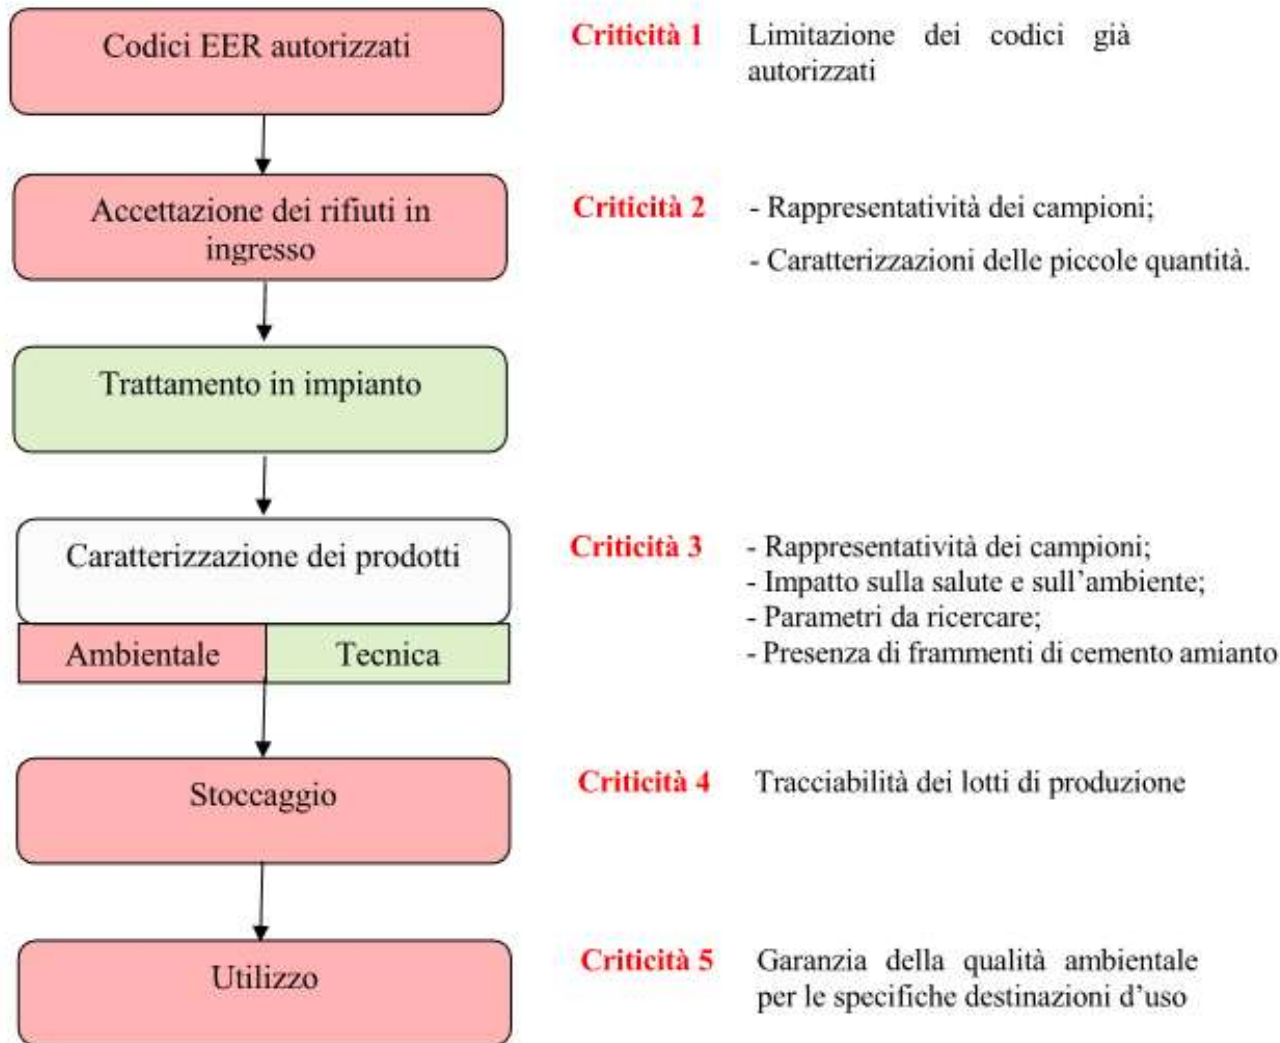 Codici EER autorizzati
Criticità 1
Limitazione dei codici già
autorizzati
Accettazione dei rifiuti in
ingresso
Criticità 2
- Rappresentatività dei campioni;
- Caratterizzazioni delle piccole quantità.
Trattamento in impianto
Caratterizzazione dei prodotti
Ambientale
Tecnica
Criticità 3
- Rappresentatività dei campioni;
- Impatto sulla salute e sull'ambiente;
- Parametri da ricercare;
- Presenza di frammenti di cemento amianto
Stoccaggio
Criticità 4
Tracciabilità dei lotti di produzione
Utilizzo
Criticità 5
Garanzia della qualità ambientale
per le specifiche destinazioni d'uso